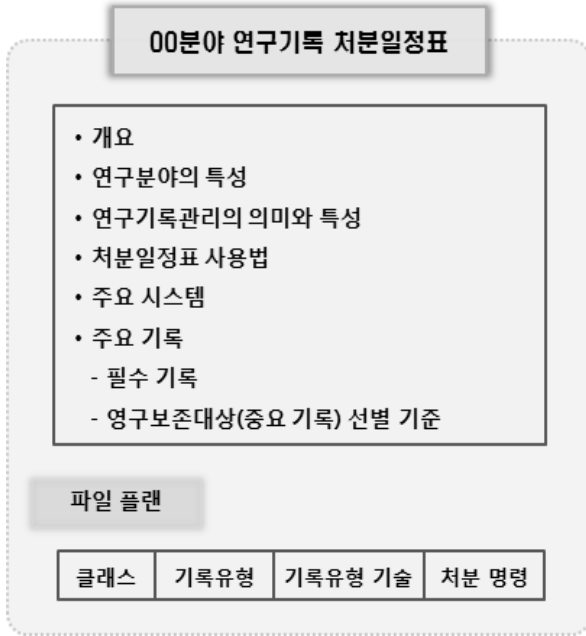 00분야 연구기록 처분일정표
• 개요
• 연구분야의 특성
• 연구기록관리의 의미와 특성
• 처분일정표 사용법
• 주요 시스템
• 주요 기록
- 필수 기록
- 영구보존대상(중요 기록) 선별 기준
파일 플랜
클래스 기록유형 기록유형 기술 처분 명령